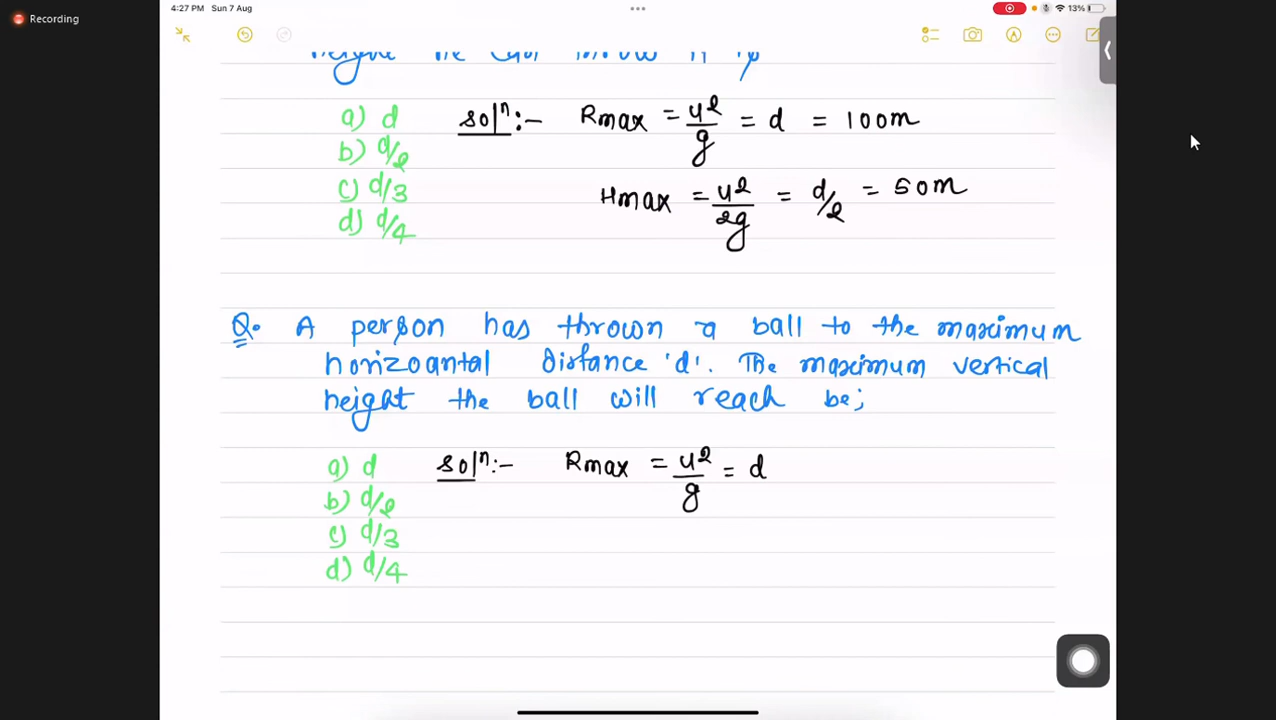 4:27 PM Sun 7 Aug
13%
Recording
a) d
b) d/2
c) d/3
d) d/4
Soln:- Rmax = u²/g = d = 100m
Hmax = u²/2g = d/2 = 50m
Q. A person has thrown a ball to the maximum
horizoantal distance 'd'. The maximum vertical
height the ball will reach be;
a) d
b) d/2
c) d/3
d) d/4
Soln:- Rmax = u²/g = d